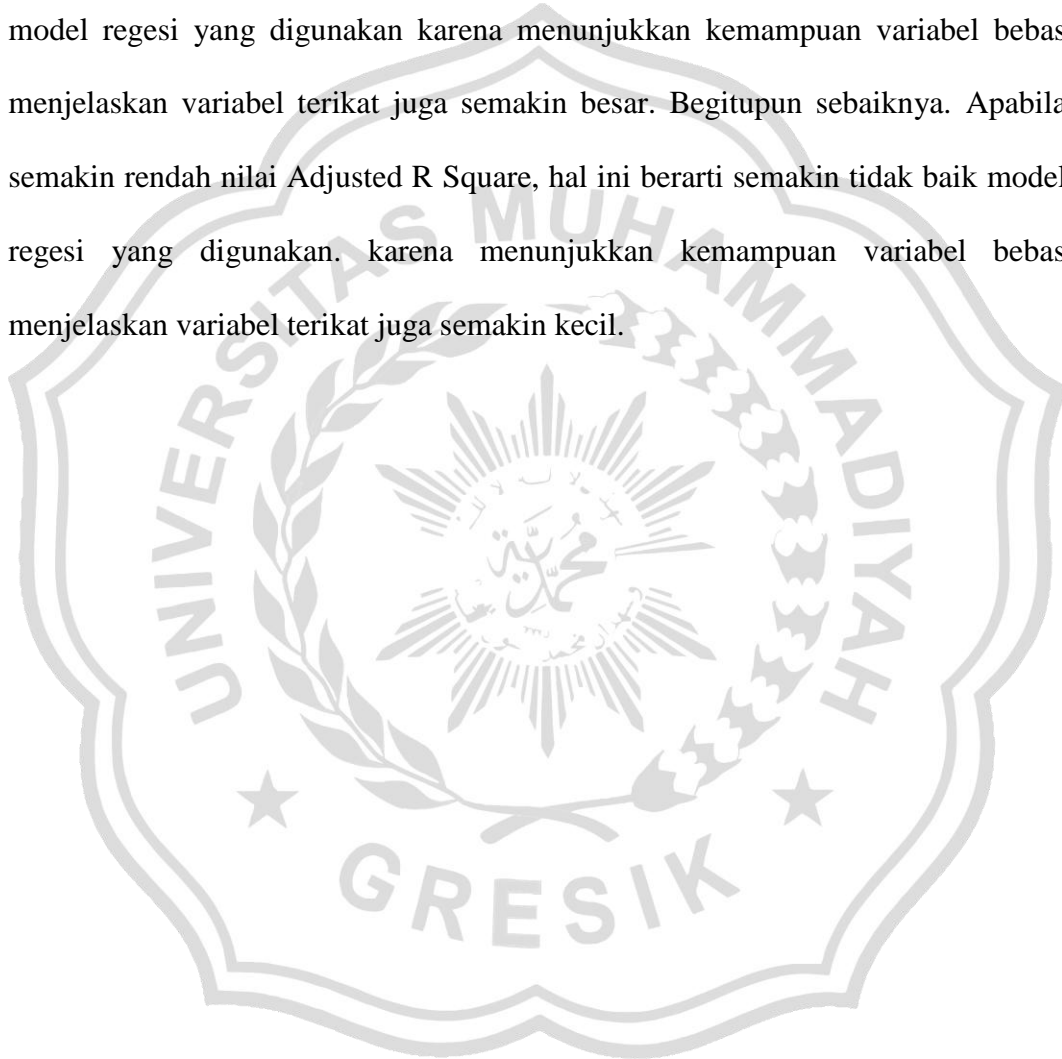 model regesi yang digunakan karena menunjukkan kemampuan variabel bebas
menjelaskan variabel terikat juga semakin besar. Begitupun sebaiknya. Apabila
semakin rendah nilai Adjusted R Square, hal ini berarti semakin tidak baik model
regesi yang digunakan. karena menunjukkan kemampuan variabel bebas
menjelaskan variabel terikat juga semakin kecil.
UNIVERSITAS MUHAMMADIYAH
GRESIK